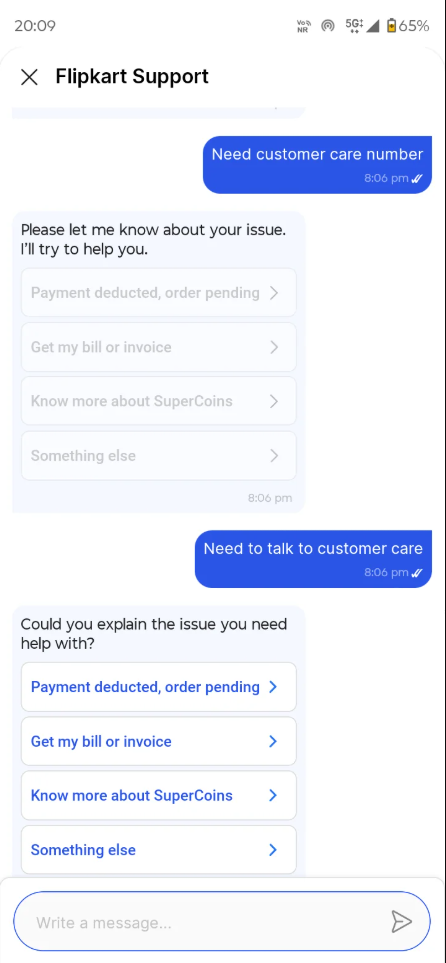 20:09
Vo NR 5G 65%
Flipkart Support
Need customer care number
8:06 pm
Please let me know about your issue.
I'll try to help you.
Payment deducted, order pending
Get my bill or invoice
Know more about SuperCoins
Something else
8:06 pm
Need to talk to customer care
8:06 pm
Could you explain the issue you need
help with?
Payment deducted, order pending
Get my bill or invoice
Know more about SuperCoins
Something else
Write a message...